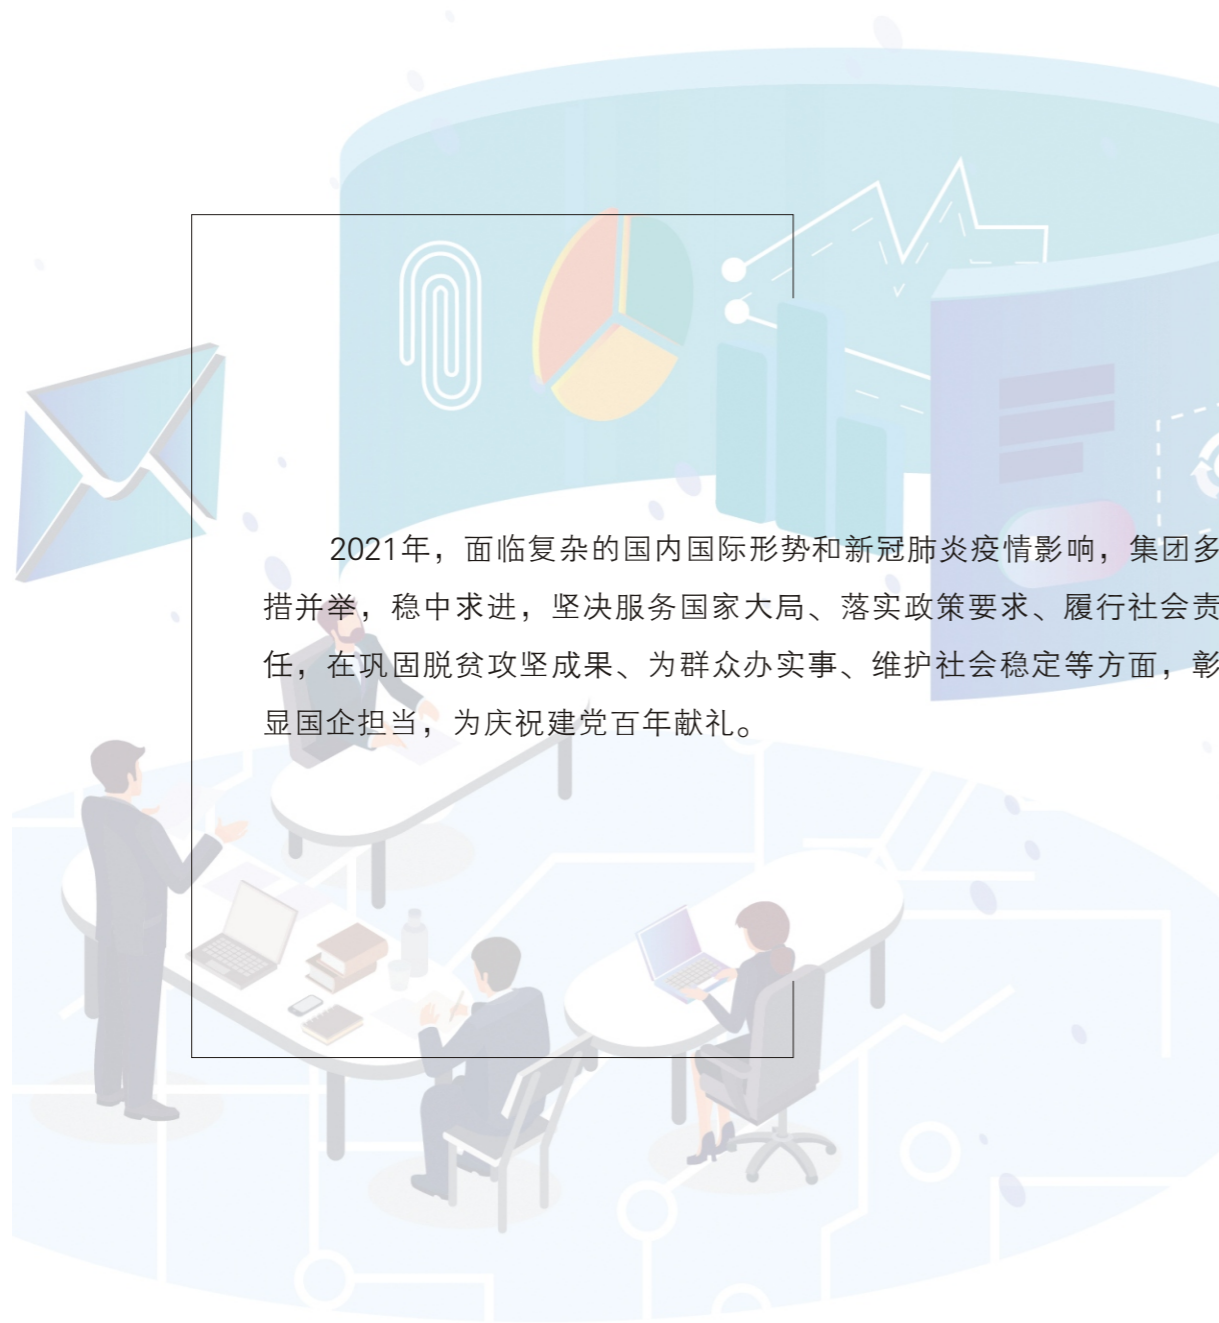 2021年，面临复杂的国内国际形势和新冠肺炎疫情影响，集团多
措并举，稳中求进，坚决服务国家大局、落实政策要求、履行社会责
任，在巩固脱贫攻坚成果、为群众办实事、维护社会稳定等方面，彰
显国企担当，为庆祝建党百年献礼。